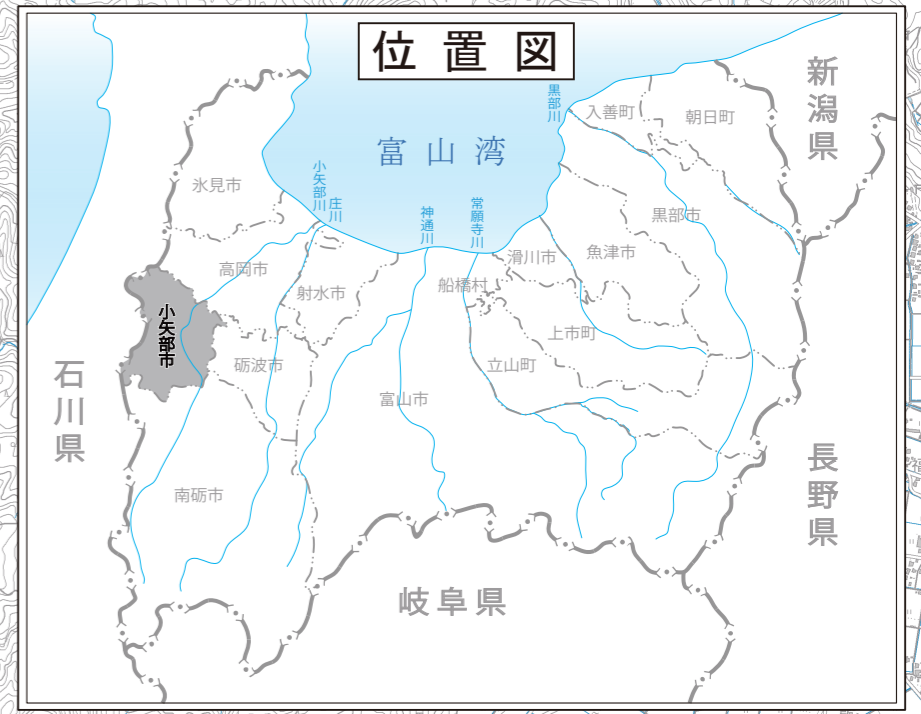 位置図
新潟県
黒部川
入善町
朝日町
富山湾
氷見市
小矢部川
庄川
神通川
常願寺川
黒部市
高岡市
射水市
船橋村
滑川市
魚津市
小矢部市
上市町
砺波市
立山町
石川県
富山市
長野県
南砺市
岐阜県